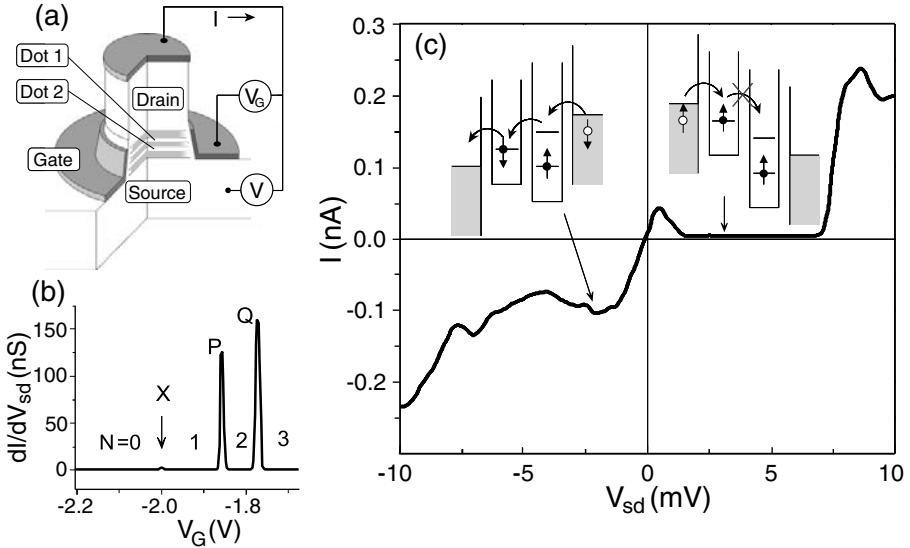 (a)
I
Dot 1
Dot 2
Drain
V_G
Gate
Source
V
(b)
dI/dV_sd (nS)
150
100
50
0
Q
P
X
N=0
1
2
3
-2.2
-2.0
-1.8
V_G (V)
(c)
I (nA)
0.3
0.2
0.1
0.0
-0.1
-0.2
-10
-5
0
5
10
V_sd (mV)